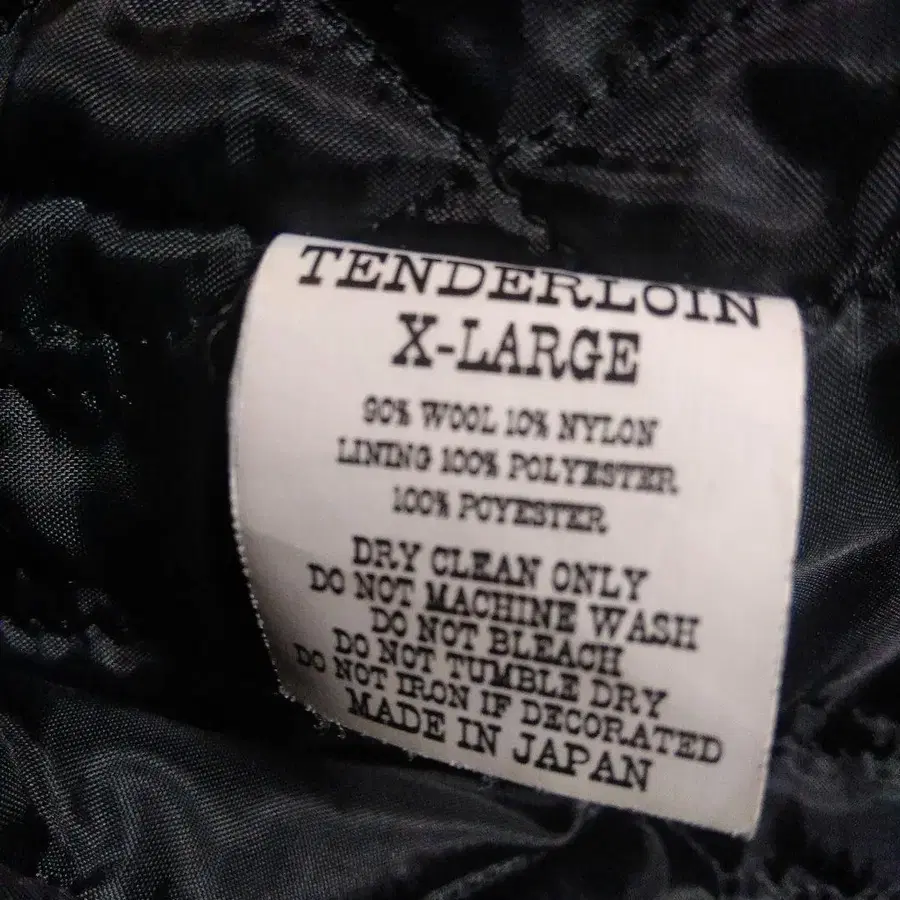 TENDERLOIN
X-LARGE
90% WOOL 10% NYLON
LINING 100% POLYESTER
100% POYESTER
DRY CLEAN ONLY
DO NOT MACHINE WASH
DO NOT BLEACH
DO NOT TUMBLE DRY
DO NOT IRON IF DECORATED
MADE IN JAPAN